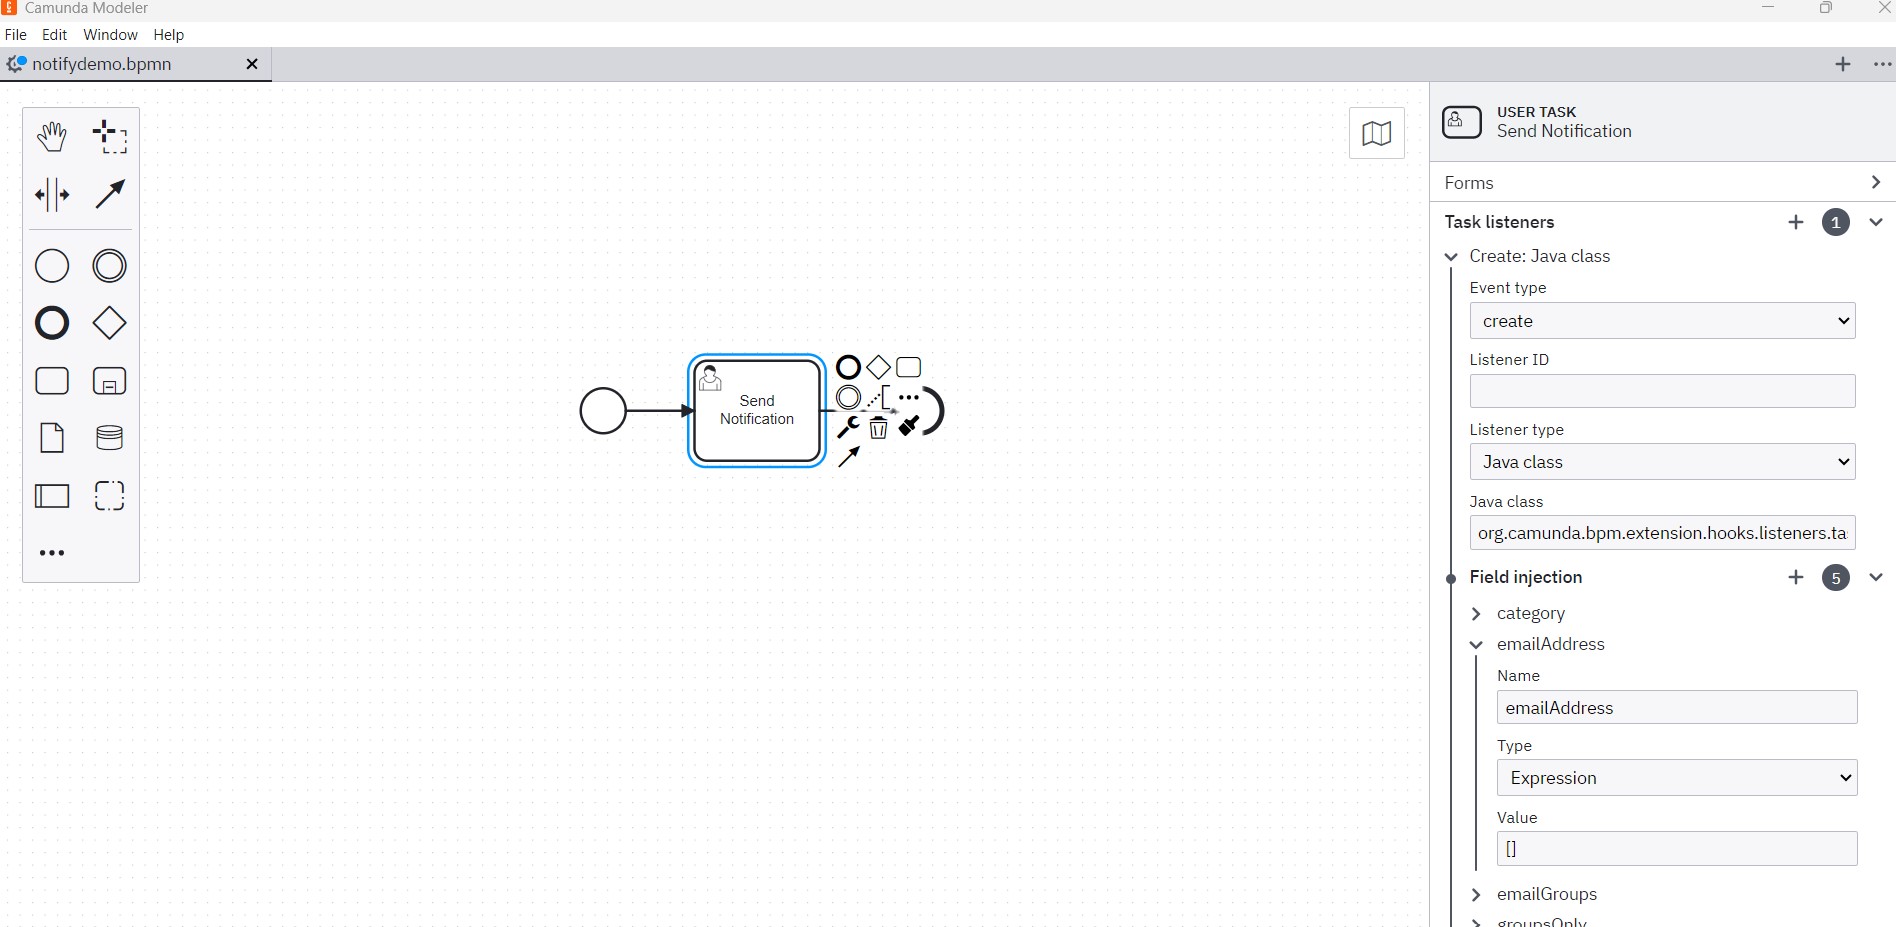 Camunda Modeler
File Edit Window Help
notifydemo.bpmn
USER TASK
Send Notification
Forms
Task listeners 1
Create: Java class
Event type
create
Listener ID
Listener type
Java class
Java class
org.camunda.bpm.extension.hooks.listeners.ta
Field injection 5
category
emailAddress
Name
emailAddress
Type
Expression
Value
[]
emailGroups
groupsOnly
Send
Notification